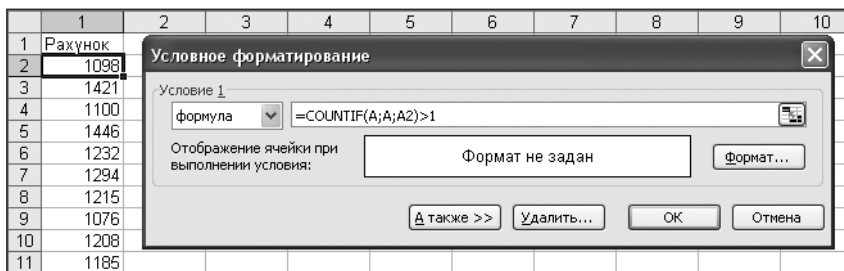 1 2 3 4 5 6 7 8 9 10
1 Рахунок
2 1098
3 1421
4 1100
5 1446
6 1232
7 1294
8 1215
9 1076
10 1208
11 1185
Условное форматирование
Условие 1
формула =COUNTIF(A;A;A2)>1
Отображение ячейки при
выполнении условия:
Формат не задан
Формат...
А также >> Удалить... ОК Отмена